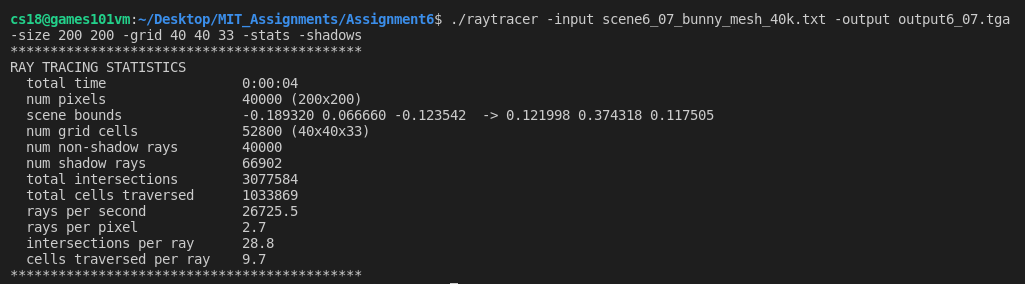 cs18@games101vm:~/Desktop/MIT_Assignments/Assignment6$ ./raytracer -input scene6_07_bunny_mesh_40k.txt -output output6_07.tga
-size 200 200 -grid 40 40 33 -stats -shadows
********************************************
RAY TRACING STATISTICS
  total time                 0:00:04
  num pixels                 40000 (200x200)
  scene bounds               -0.189320 0.066660 -0.123542  -> 0.121998 0.374318 0.117505
  num grid cells             52800 (40x40x33)
  num non-shadow rays        40000
  num shadow rays            66902
  total intersections        3077584
  total cells traversed      1033869
  rays per second            26725.5
  rays per pixel             2.7
  intersections per ray      28.8
  cells traversed per ray    9.7
********************************************